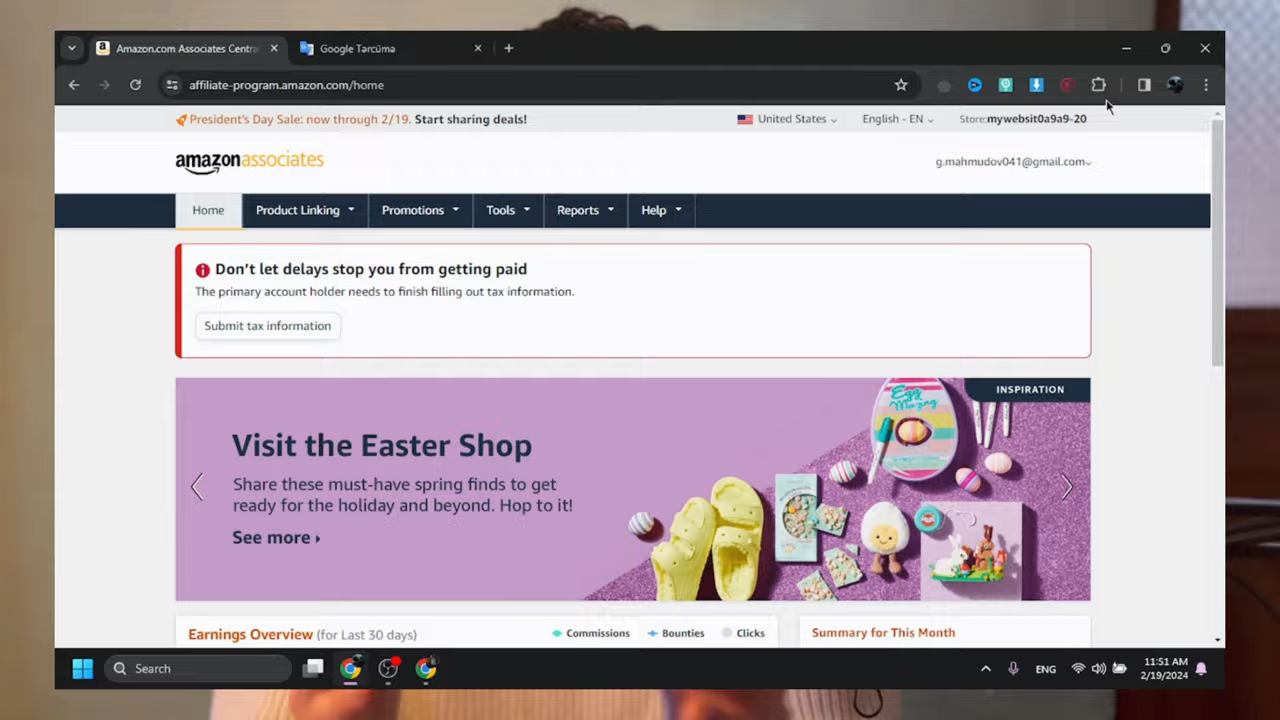 Amazon.com Associates Centra
Google Tərcümə
affiliate-program.amazon.com/home
President's Day Sale: now through 2/19. Start sharing deals!
United States
English - EN
Store:mywebsit0a9a9-20
amazonassociates
g.mahmudov041@gmail.com
Home
Product Linking
Promotions
Tools
Reports
Help
Don't let delays stop you from getting paid
The primary account holder needs to finish filling out tax information.
Submit tax information
INSPIRATION
Egg
Mazing
Visit the Easter Shop
Share these must-have spring finds to get
ready for the holiday and beyond. Hop to it!
See more
Earnings Overview (for Last 30 days)
Commissions
Bounties
Clicks
Summary for This Month
Search
ENG
11:51 AM
2/19/2024